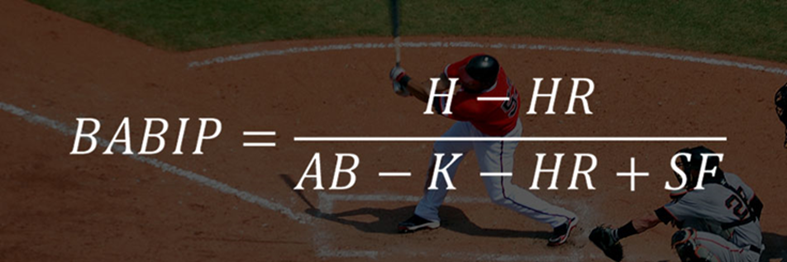 BABIP = (H − HR) / (AB − K − HR + SF)